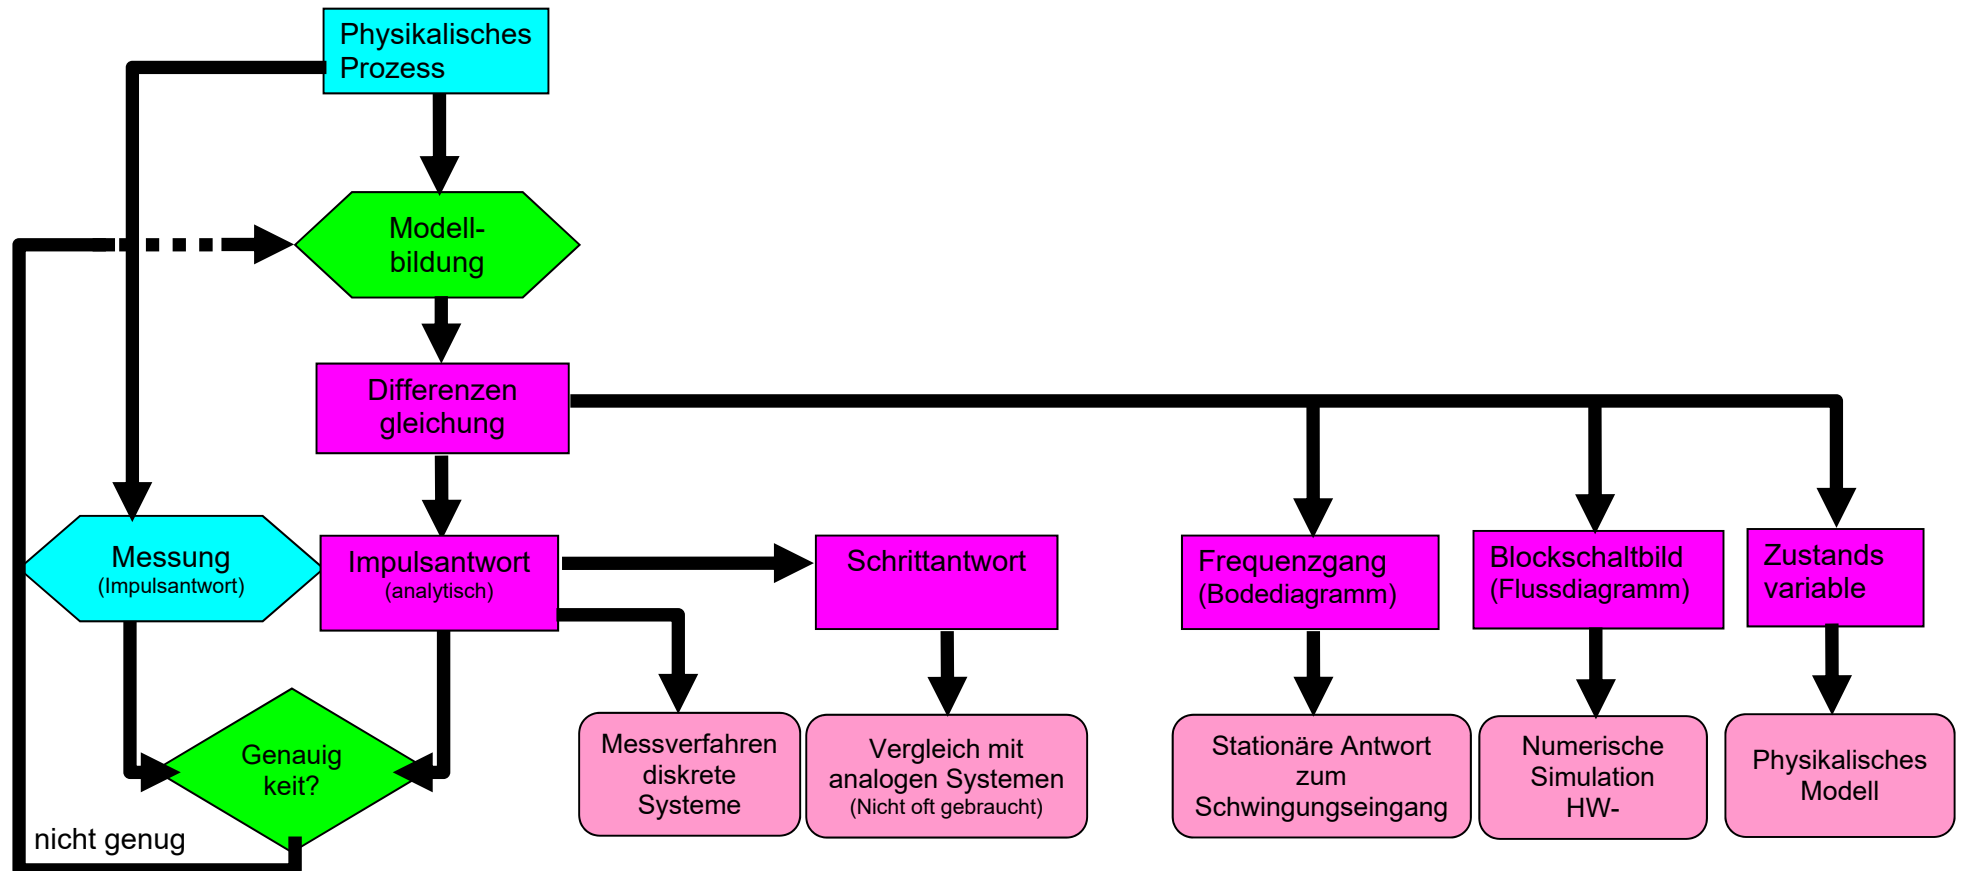 Physikalisches
Prozess
Modell-
bildung
Differenzen
gleichung
Messung
(Impulsantwort)
Impulsantwort
(analytisch)
Schrittantwort
Frequenzgang
(Bodediagramm)
Blockschaltbild
(Flussdiagramm)
Zustands
variable
Genauig
keit?
nicht genug
Messverfahren
diskrete
Systeme
Vergleich mit
analogen Systemen
(Nicht oft gebraucht)
Stationäre Antwort
zum
Schwingungseingang
Numerische
Simulation
HW-
Physikalisches
Modell